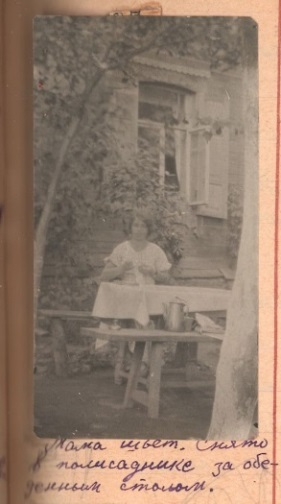 Мама шьет. Снято
в полисаднике за обе-
денным столом.